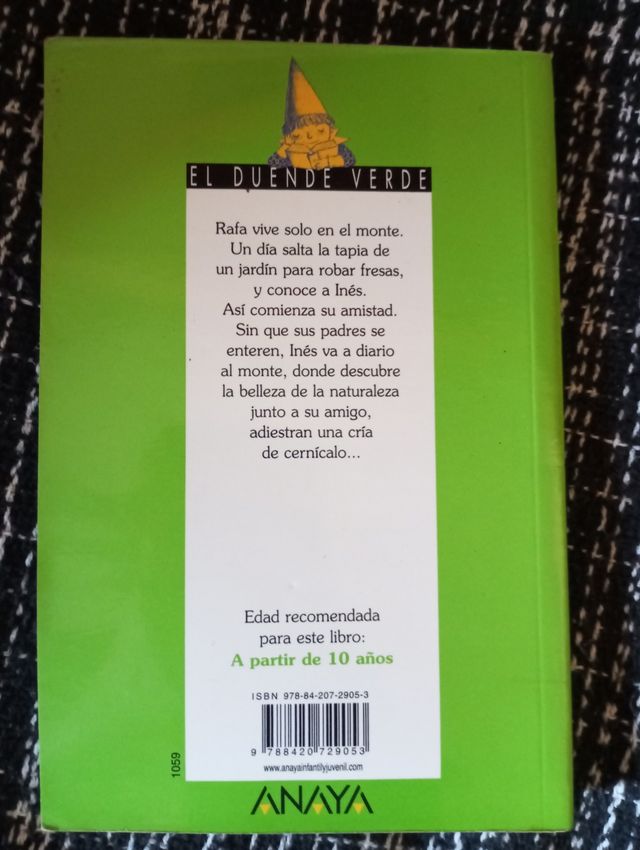 EL DUENDE VERDE
Rafa vive solo en el monte.
Un día salta la tapia de
un jardín para robar fresas,
y conoce a Inés.
Así comienza su amistad.
Sin que sus padres se
enteren, Inés va a diario
al monte, donde descubre
la belleza de la naturaleza
junto a su amigo,
adiestran una cría
de cernícalo...
Edad recomendada
para este libro:
A partir de 10 años
ISBN 978-84-207-2905-3
9 788420 729053
www.anayainfantilyjuvenil.com
1059
ANAYA